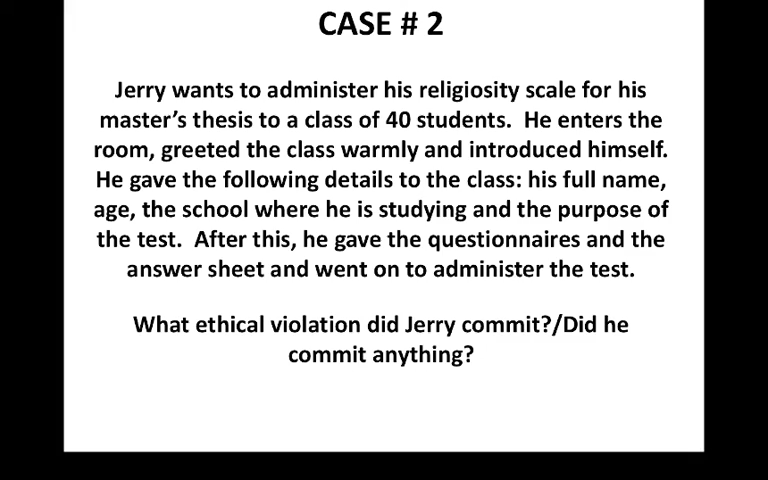 CASE # 2
Jerry wants to administer his religiosity scale for his
master's thesis to a class of 40 students.  He enters the
room, greeted the class warmly and introduced himself.
He gave the following details to the class: his full name,
age, the school where he is studying and the purpose of
the test.  After this, he gave the questionnaires and the
answer sheet and went on to administer the test.
What ethical violation did Jerry commit?/Did he
commit anything?